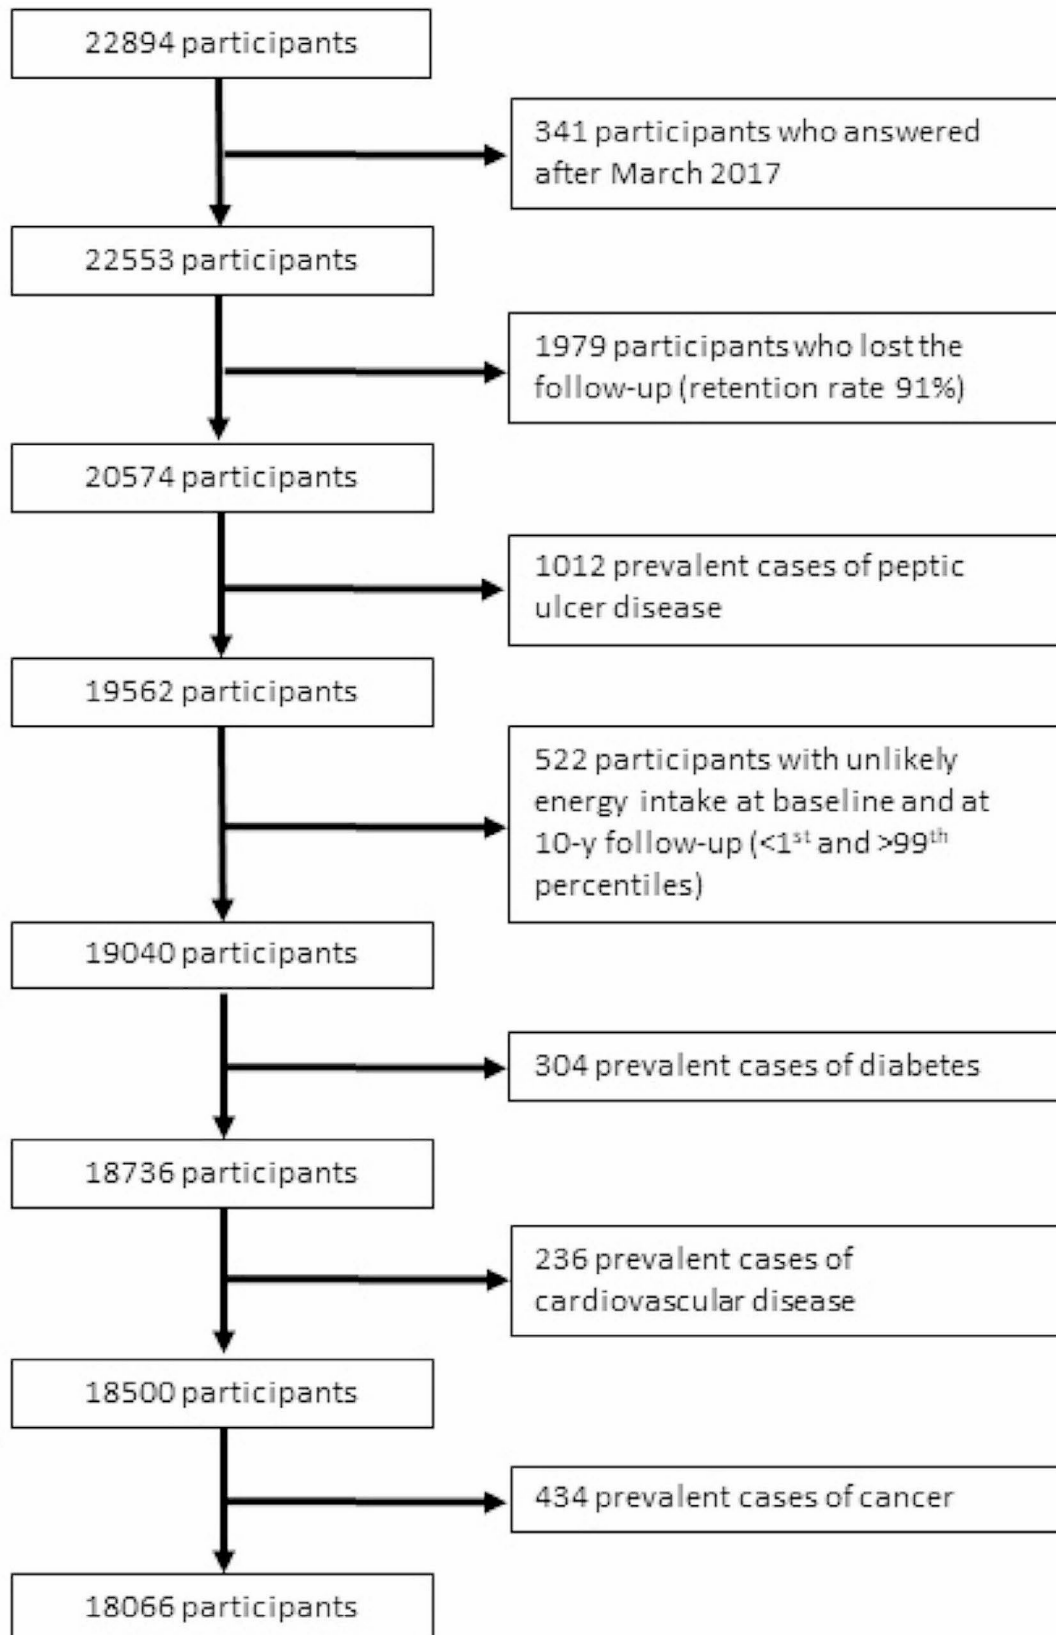 22894 participants
341 participants who answered
after March 2017
22553 participants
1979 participants who lost the
follow-up (retention rate 91%)
20574 participants
1012 prevalent cases of peptic
ulcer disease
19562 participants
522 participants with unlikely
energy intake at baseline and at
10-y follow-up (<1st and >99th
percentiles)
19040 participants
304 prevalent cases of diabetes
18736 participants
236 prevalent cases of
cardiovascular disease
18500 participants
434 prevalent cases of cancer
18066 participants